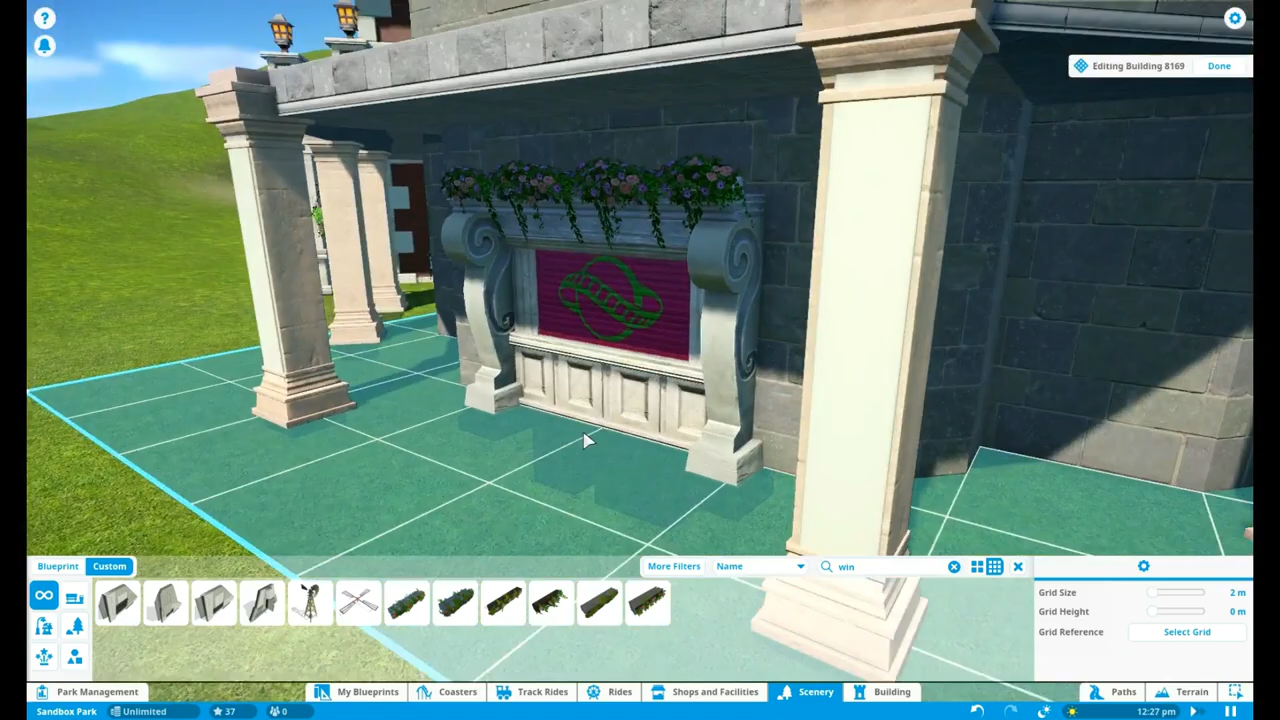 ?
Editing Building 8169 Done
Blueprint Custom
More Filters Name win
Grid Size 2 m
Grid Height 0 m
Grid Reference Select Grid
Park Management My Blueprints Coasters Track Rides Rides Shops and Facilities Scenery Building Paths Terrain
Sandbox Park Unlimited 37 0 12:27 pm